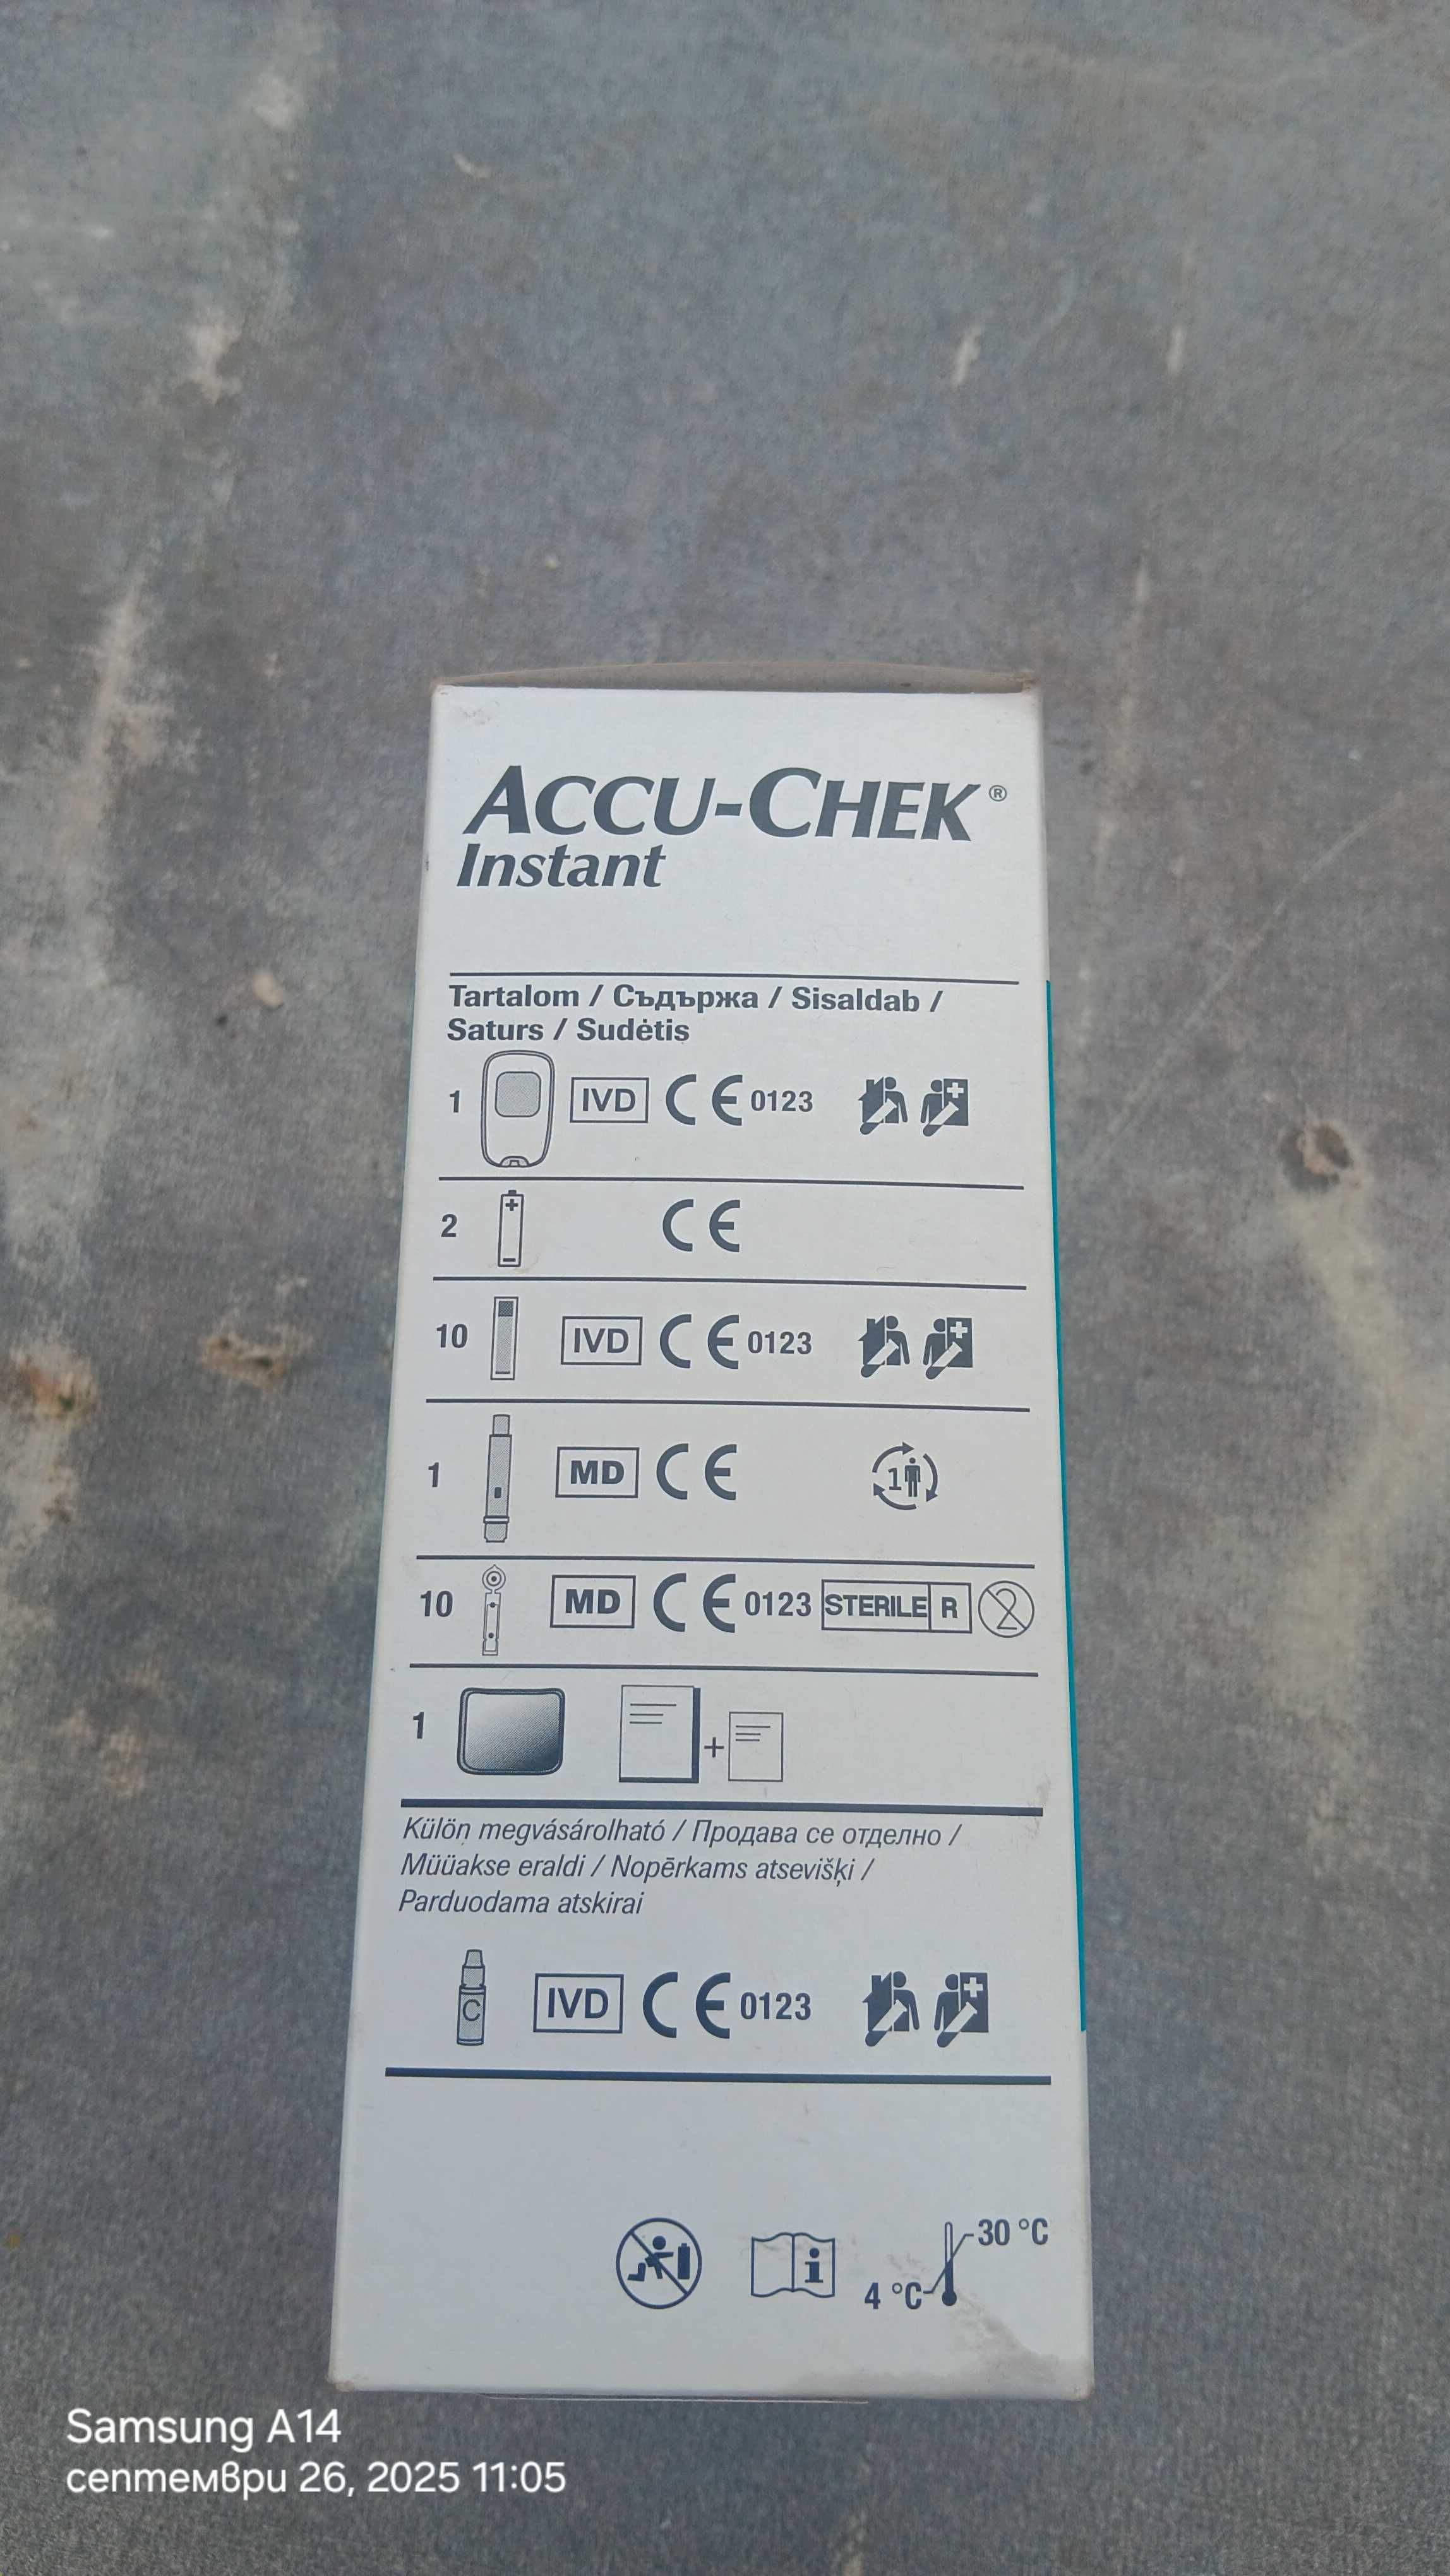 ACCU-CHEK®
Instant
Tartalom / Съдържа / Sisaldab /
Saturs / Sudėtis
1 IVD CE 0123
2 CE
10 IVD CE 0123
1 MD CE 1
10 MD CE 0123 STERILE R 2
1 +
Külön megvásárolható / Продава се отделно /
Müüakse eraldi / Nopērkams atsevišķi /
Parduodama atskirai
C IVD CE 0123
i 4 °C 30 °C
Samsung A14
септември 26, 2025 11:05